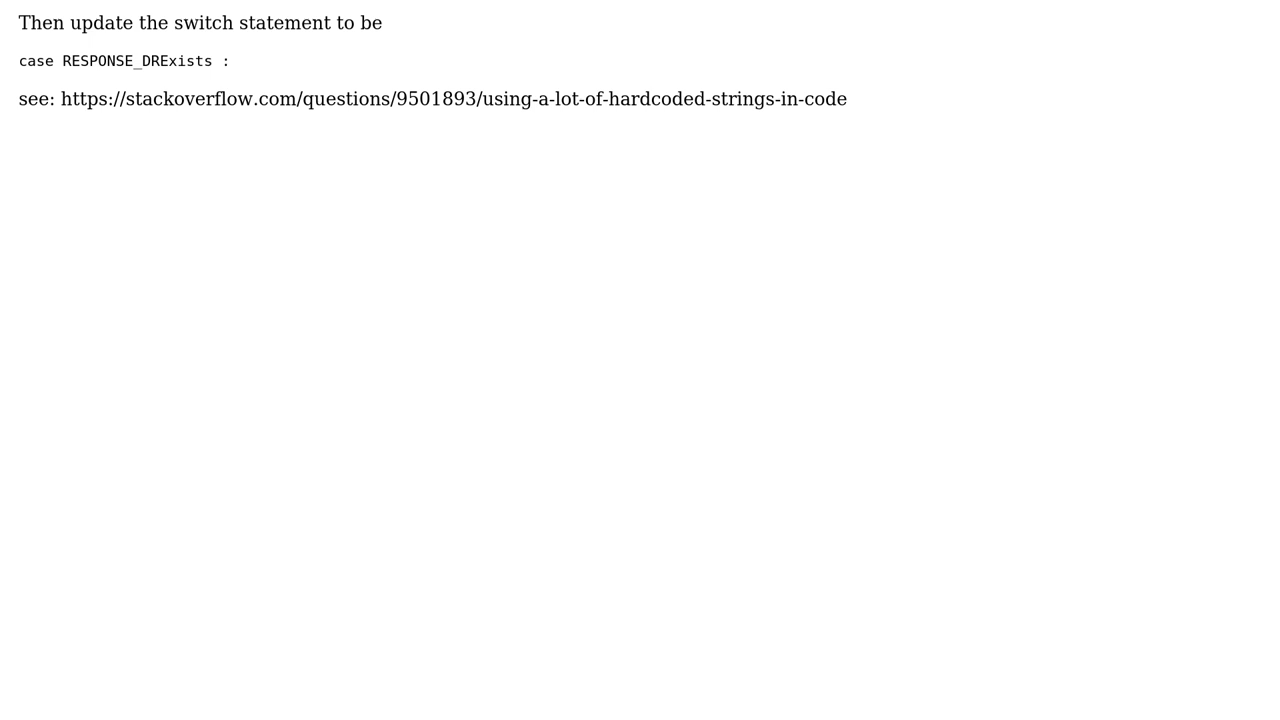 Then update the switch statement to be
case RESPONSE_DRExists :
see: https://stackoverflow.com/questions/9501893/using-a-lot-of-hardcoded-strings-in-code